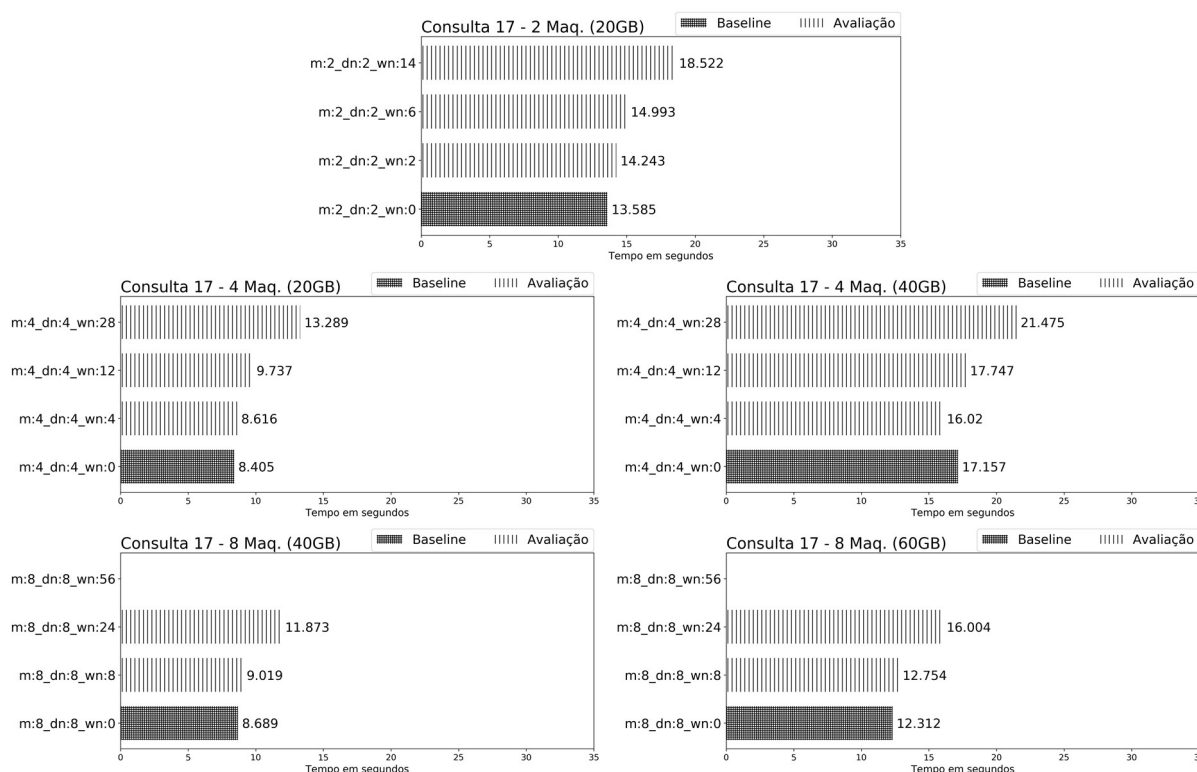 Consulta 17 - 2 Maq. (20GB)
Baseline Avaliação
m:2_dn:2_wn:14 18.522
m:2_dn:2_wn:6 14.993
m:2_dn:2_wn:2 14.243
m:2_dn:2_wn:0 13.585
0 5 10 15 20 25 30 35
Tempo em segundos
Consulta 17 - 4 Maq. (20GB)
Baseline Avaliação
m:4_dn:4_wn:28 13.289
m:4_dn:4_wn:12 9.737
m:4_dn:4_wn:4 8.616
m:4_dn:4_wn:0 8.405
0 5 10 15 20 25 30 35
Tempo em segundos
Consulta 17 - 4 Maq. (40GB)
Baseline Avaliação
m:4_dn:4_wn:28 21.475
m:4_dn:4_wn:12 17.747
m:4_dn:4_wn:4 16.02
m:4_dn:4_wn:0 17.157
0 5 10 15 20 25 30 35
Tempo em segundos
Consulta 17 - 8 Maq. (40GB)
Baseline Avaliação
m:8_dn:8_wn:56
m:8_dn:8_wn:24 11.873
m:8_dn:8_wn:8 9.019
m:8_dn:8_wn:0 8.689
0 5 10 15 20 25 30 35
Tempo em segundos
Consulta 17 - 8 Maq. (60GB)
Baseline Avaliação
m:8_dn:8_wn:56
m:8_dn:8_wn:24 16.004
m:8_dn:8_wn:8 12.754
m:8_dn:8_wn:0 12.312
0 5 10 15 20 25 30 35
Tempo em segundos